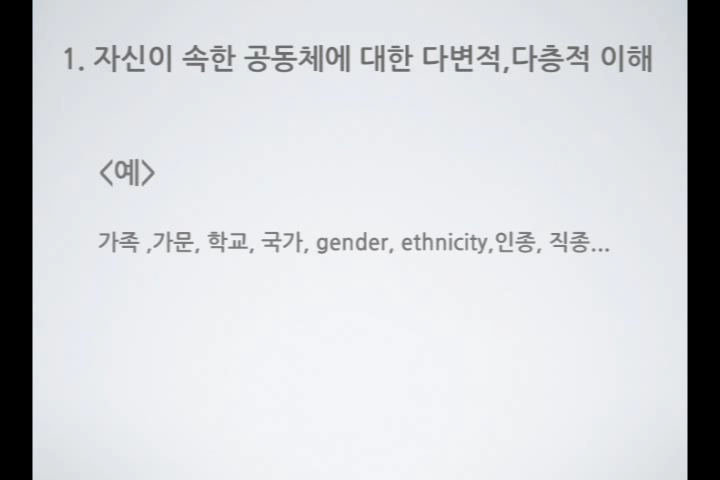 1. 자신이 속한 공동체에 대한 다변적,다층적 이해
<예>
가족 ,가문, 학교, 국가, gender, ethnicity,인종, 직종...